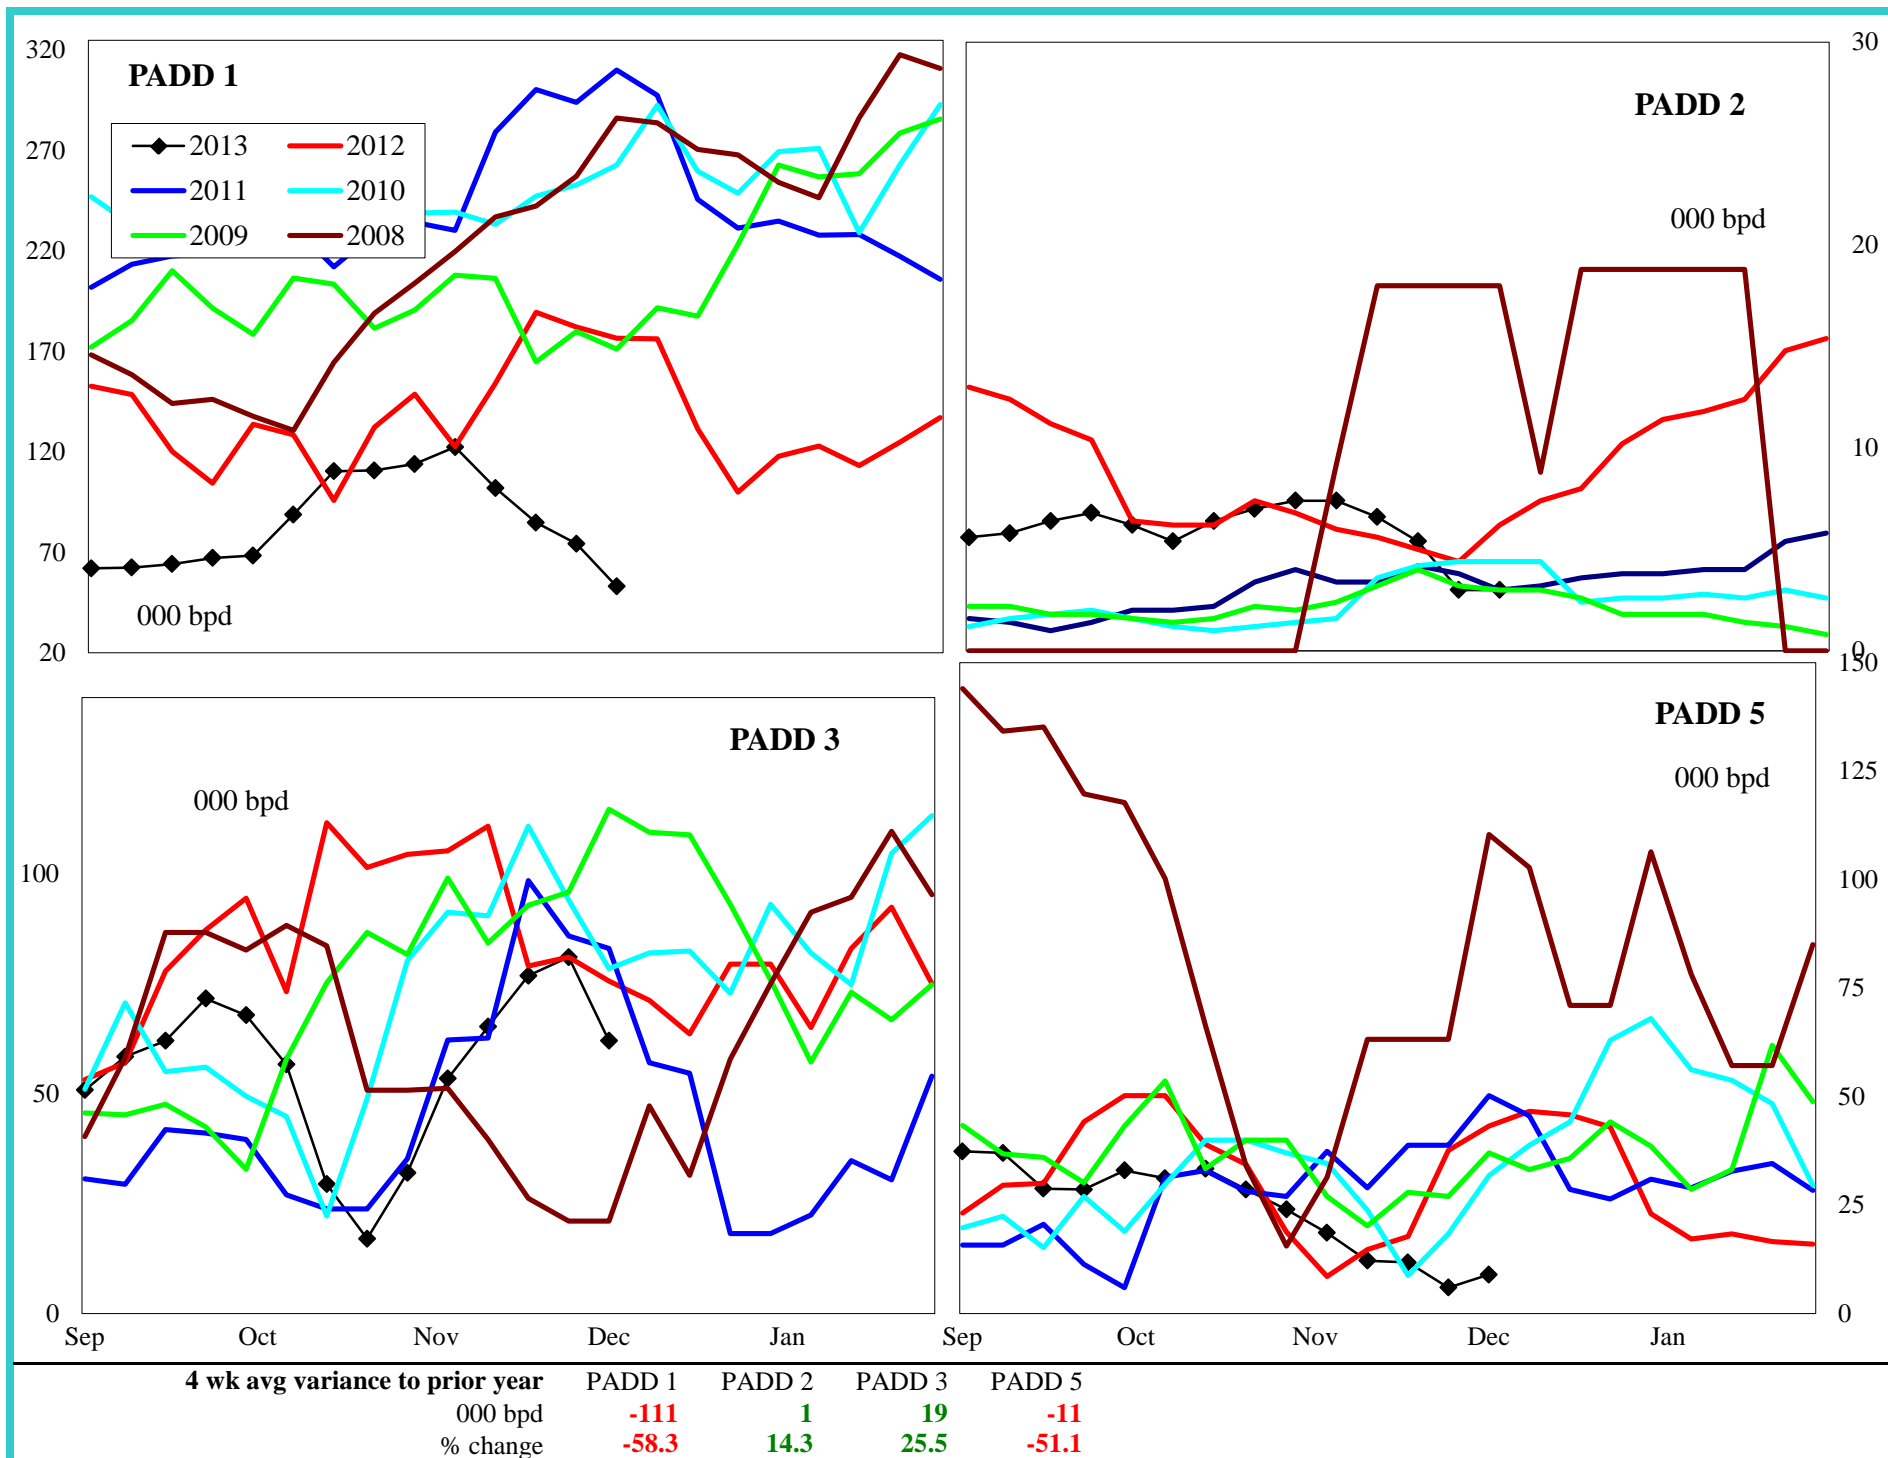 320
270
220
170
120
70
20
PADD 1
2013
2012
2011
2010
2009
2008
000 bpd
30
20
10
0
PADD 2
000 bpd
100
50
0
PADD 3
000 bpd
Sep Oct Nov Dec Jan
150
125
100
75
50
25
0
PADD 5
000 bpd
Sep Oct Nov Dec Jan
4 wk avg variance to prior year PADD 1 PADD 2 PADD 3 PADD 5
000 bpd -111 1 19 -11
% change -58.3 14.3 25.5 -51.1